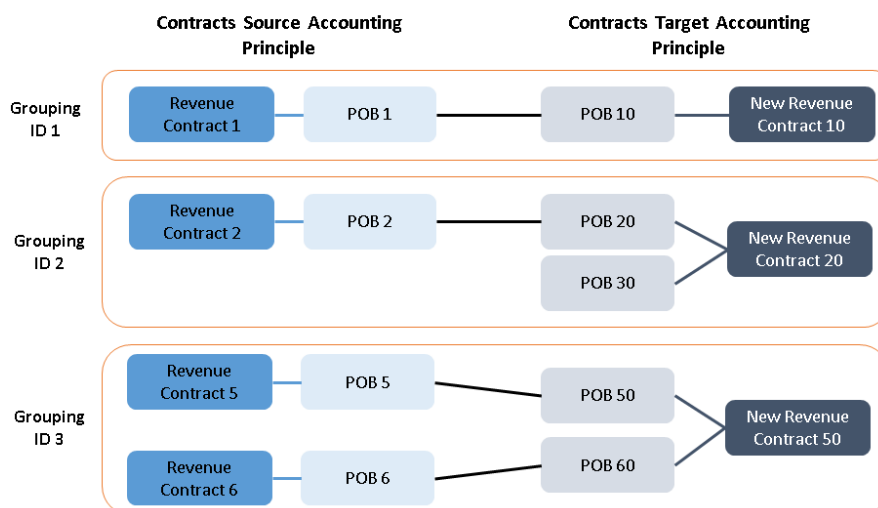 Contracts Source Accounting
Principle
Contracts Target Accounting
Principle
Grouping
ID 1
Revenue
Contract 1
POB 1
POB 10
New Revenue
Contract 10
Grouping
ID 2
Revenue
Contract 2
POB 2
POB 20
POB 30
New Revenue
Contract 20
Grouping
ID 3
Revenue
Contract 5
POB 5
POB 50
New Revenue
Contract 50
Revenue
Contract 6
POB 6
POB 60